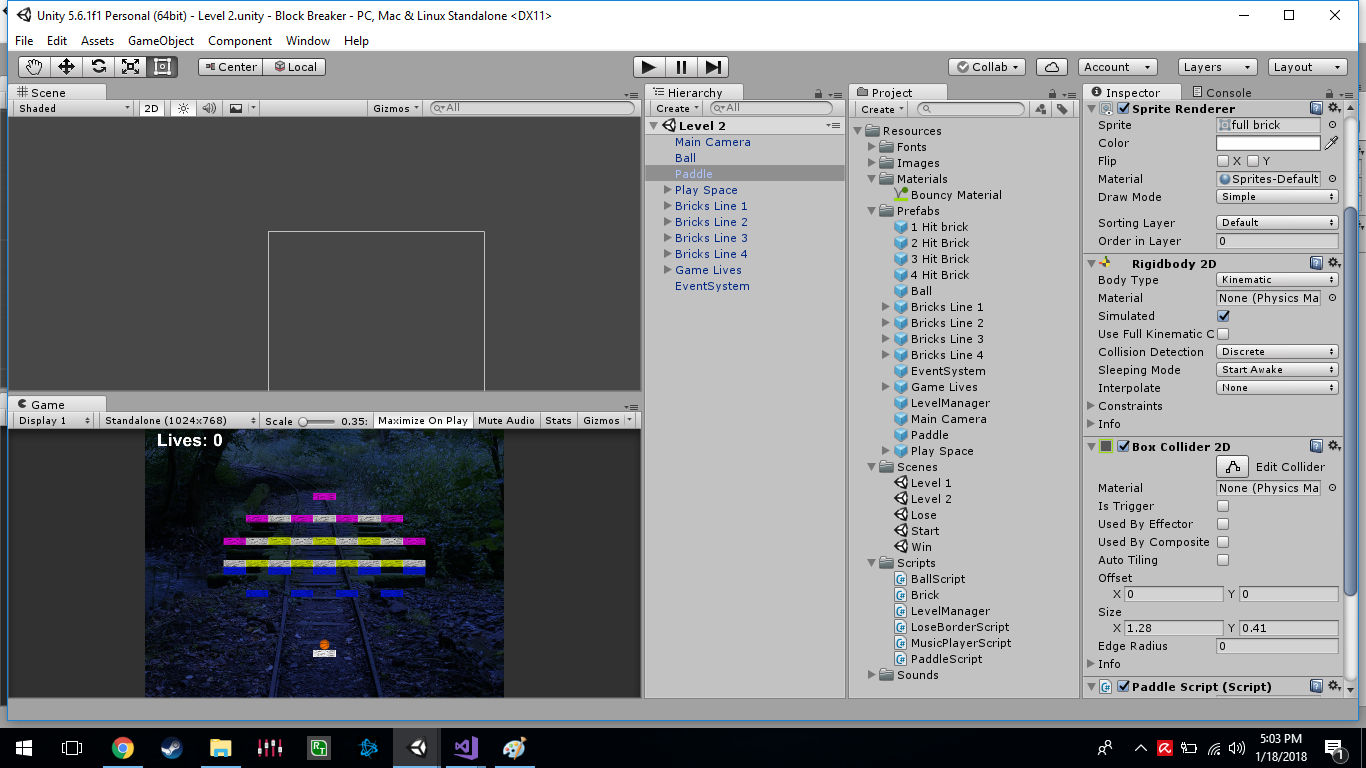 Unity 5.6.1f1 Personal (64bit) - Level 2.unity - Block Breaker - PC, Mac & Linux Standalone <DX11>
File Edit Assets GameObject Component Window Help
Center Local Collab Account Layers Layout
Scene
Shaded 2D Gizmos All
Hierarchy
Create All
Level 2
Main Camera
Ball
Paddle
Play Space
Bricks Line 1
Bricks Line 2
Bricks Line 3
Bricks Line 4
Game Lives
EventSystem
Project
Create
Resources
Fonts
Images
Materials
Bouncy Material
Prefabs
1 Hit brick
2 Hit Brick
3 Hit Brick
4 Hit Brick
Ball
Bricks Line 1
Bricks Line 2
Bricks Line 3
Bricks Line 4
EventSystem
Game Lives
LevelManager
Main Camera
Paddle
Play Space
Scenes
Level 1
Level 2
Lose
Start
Win
Scripts
BallScript
Brick
LevelManager
LoseBorderScript
MusicPlayerScript
PaddleScript
Sounds
Inspector Console
Sprite Renderer
Sprite full brick
Color
Flip X Y
Material Sprites-Default
Draw Mode Simple
Sorting Layer Default
Order in Layer 0
Rigidbody 2D
Body Type Kinematic
Material None (Physics Ma
Simulated
Use Full Kinematic C
Collision Detection Discrete
Sleeping Mode Start Awake
Interpolate None
Constraints
Info
Box Collider 2D
Edit Collider
Material None (Physics Ma
Is Trigger
Used By Effector
Used By Composite
Auto Tiling
Offset
X 0 Y 0
Size
X 1.28 Y 0.41
Edge Radius 0
Info
Paddle Script (Script)
Game
Display 1 Standalone (1024x768) Scale 0.35: Maximize On Play Mute Audio Stats Gizmos
Lives: 0
RT
5:03 PM
1/18/2018
1